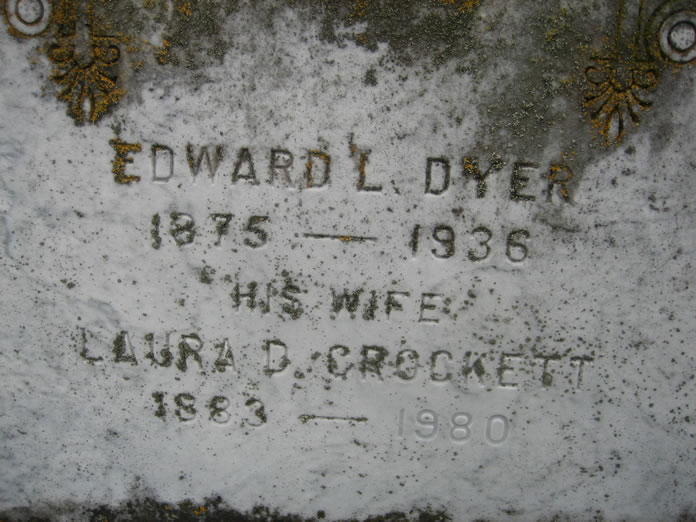 EDWARD L. DYER
1875 — 1936
HIS WIFE
LAURA D. CROCKETT
1883 — 1980